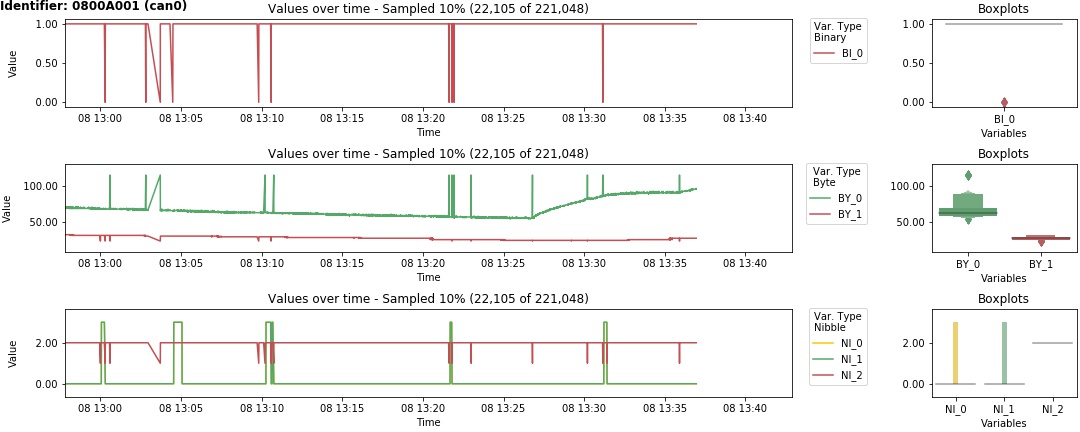 Identifier: 0800A001 (can0)
Values over time - Sampled 10% (22,105 of 221,048)
Value
1.00
0.50
0.00
08 13:00 08 13:05 08 13:10 08 13:15 08 13:20 08 13:25 08 13:30 08 13:35 08 13:40
Time
Var. Type
Binary
BI_0
Boxplots
1.00
0.50
0.00
BI_0
Variables
Values over time - Sampled 10% (22,105 of 221,048)
Value
100.00
50.00
08 13:00 08 13:05 08 13:10 08 13:15 08 13:20 08 13:25 08 13:30 08 13:35 08 13:40
Time
Var. Type
Byte
BY_0
BY_1
Boxplots
100.00
50.00
BY_0 BY_1
Variables
Values over time - Sampled 10% (22,105 of 221,048)
Value
2.00
0.00
08 13:00 08 13:05 08 13:10 08 13:15 08 13:20 08 13:25 08 13:30 08 13:35 08 13:40
Time
Var. Type
Nibble
NI_0
NI_1
NI_2
Boxplots
2.00
0.00
NI_0 NI_1 NI_2
Variables